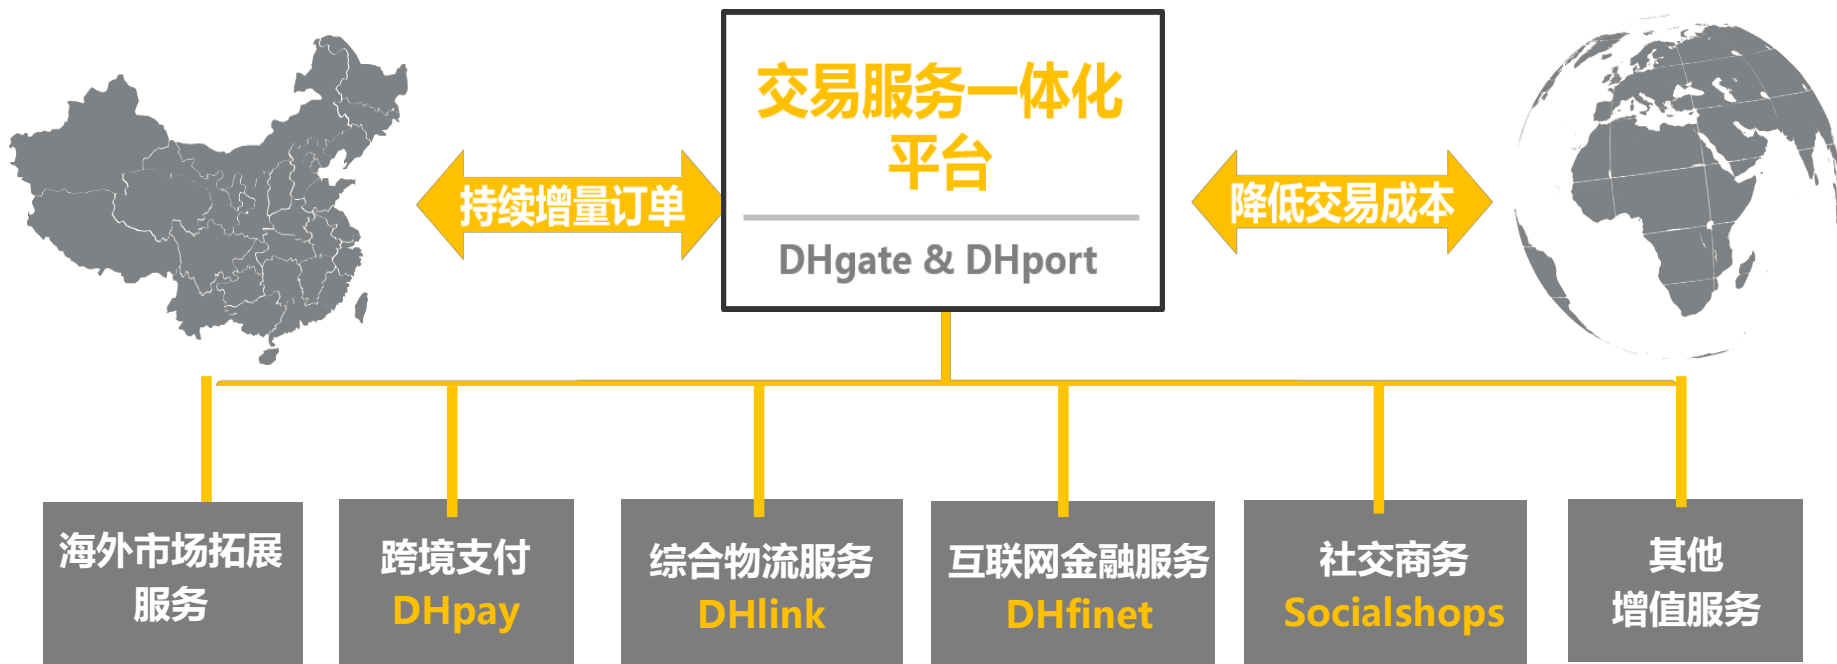 交易服务一体化
平台
DHgate & DHport
持续增量订单
降低交易成本
海外市场拓展
服务
跨境支付
DHpay
综合物流服务
DHlink
互联网金融服务
DHfinet
社交商务
Socialshops
其他
增值服务